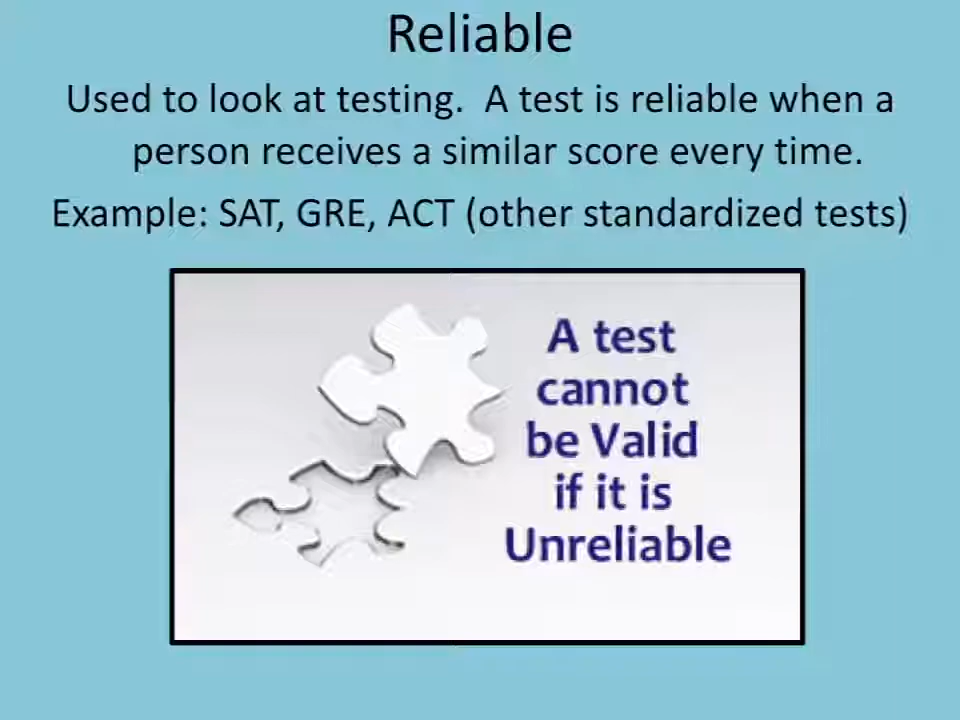 Reliable
Used to look at testing.  A test is reliable when a
person receives a similar score every time.
Example: SAT, GRE, ACT (other standardized tests)
A test
cannot
be Valid
if it is
Unreliable